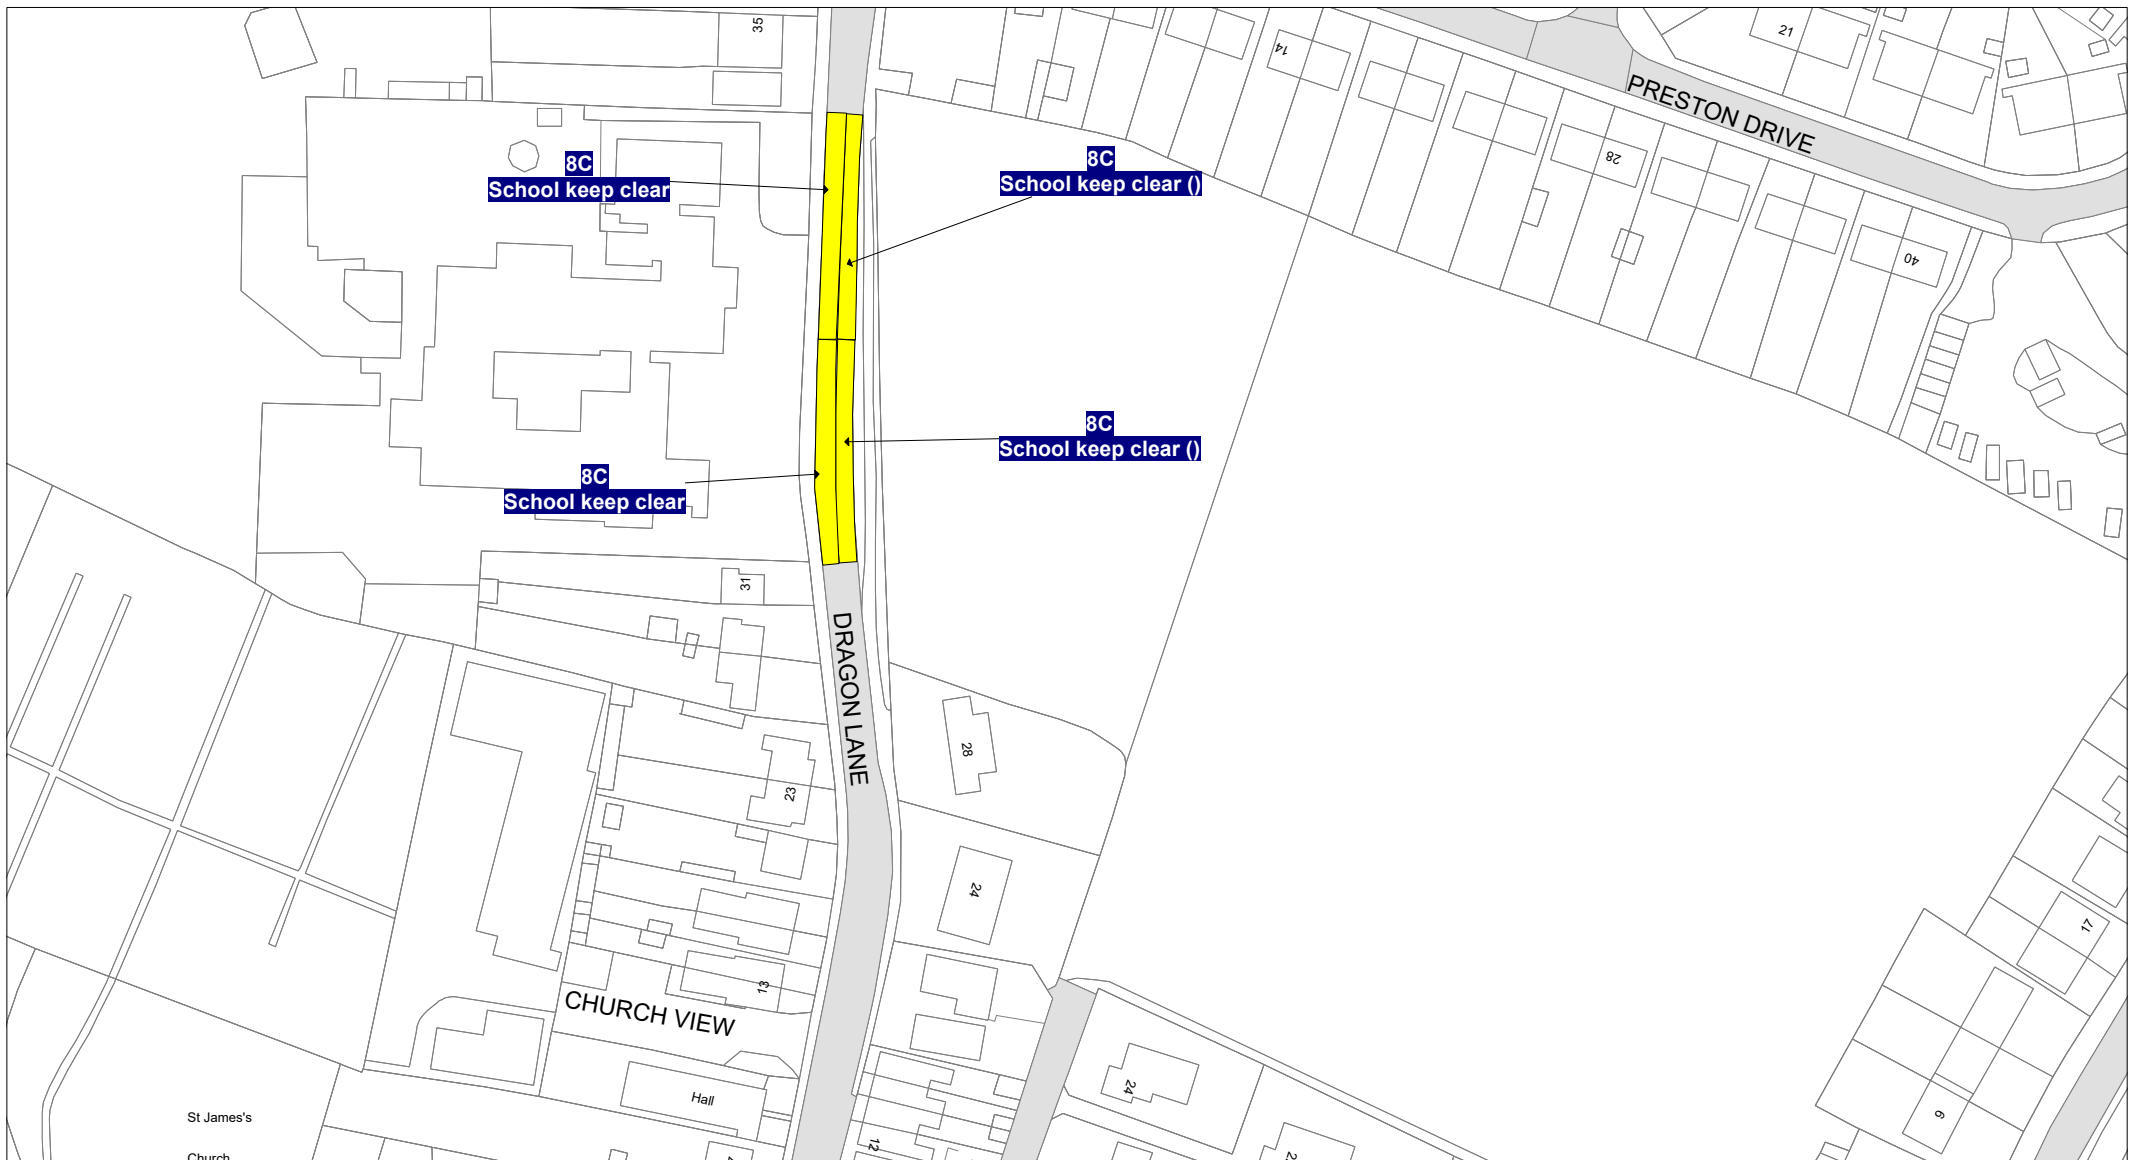 35
14
21
PRESTON DRIVE
28
40
8C
School keep clear
8C
School keep clear ()
8C
School keep clear ()
8C
School keep clear
31
DRAGON LANE
28
23
24
17
13
CHURCH VIEW
24
9
Hall
St James's
12
Church